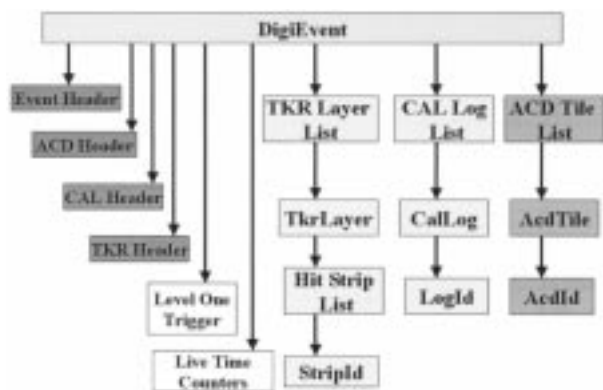 DigiEvent
Event Header
ACD Header
CAL Header
TKR Header
Level One
Trigger
Live Time
Counters
TKR Layer
List
TkrLayer
Hit Strip
List
StripId
CAL Log
List
CalLog
LogId
ACD Tile
List
AcdTile
AcdId